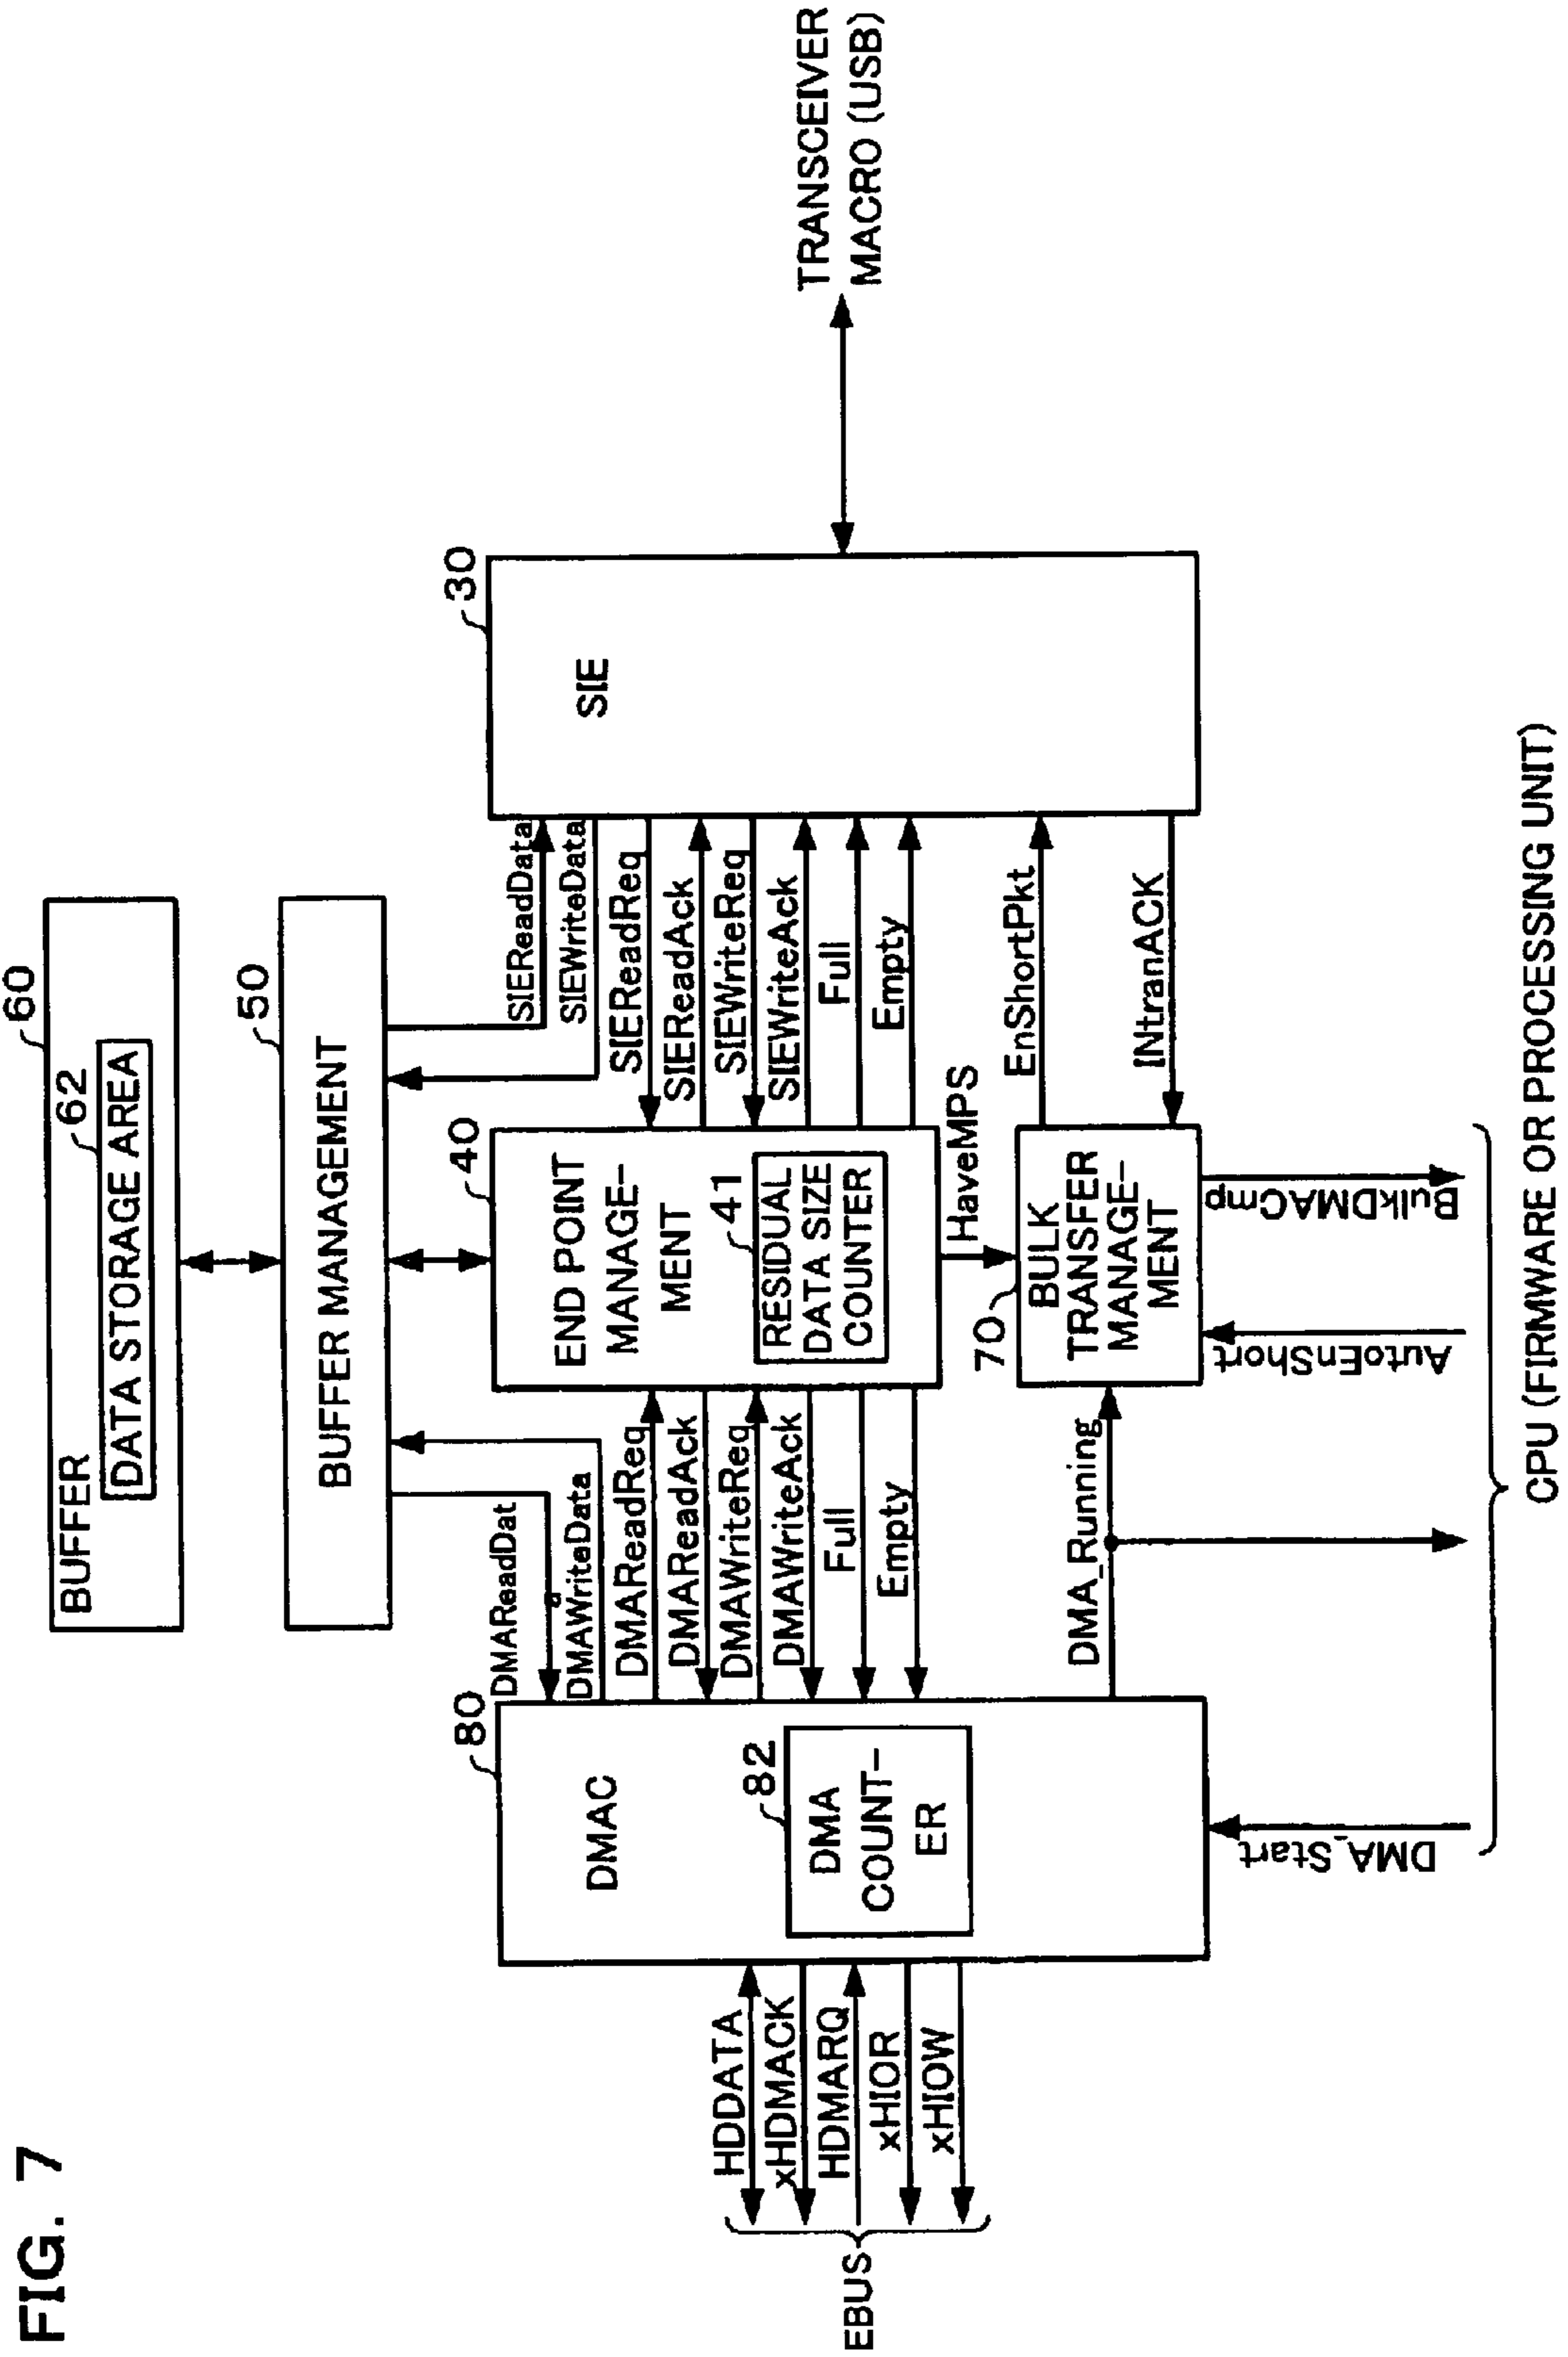 FIG. 7
60
BUFFER
62
DATA STORAGE AREA
50
BUFFER MANAGEMENT
DMAReadDat
a
DMAWriteData
SIEReadData
SIEWriteData
80
DMAC
82
DMA
COUNT-
ER
DMAReadReq
DMAReadAck
DMAWriteReq
DMAWriteAck
Full
Empty
40
END POINT
MANAGE-
MENT
41
RESIDUAL
DATA SIZE
COUNTER
SIEReadReq
SIEReadAck
SIEWriteReq
SIEWriteAck
Full
Empty
30
SIE
TRANSCEIVER
MACRO (USB)
EBUS
HDDATA
xHDMACK
HDMARQ
xHIOR
xHIOW
HaveMPS
DMA_Running
70
BULK
TRANSFER
MANAGE-
MENT
EnShortPkt
INtranACK
DMA_Start
AutoEnShort
BulkDMACmp
CPU (FIRMWARE OR PROCESSING UNIT)